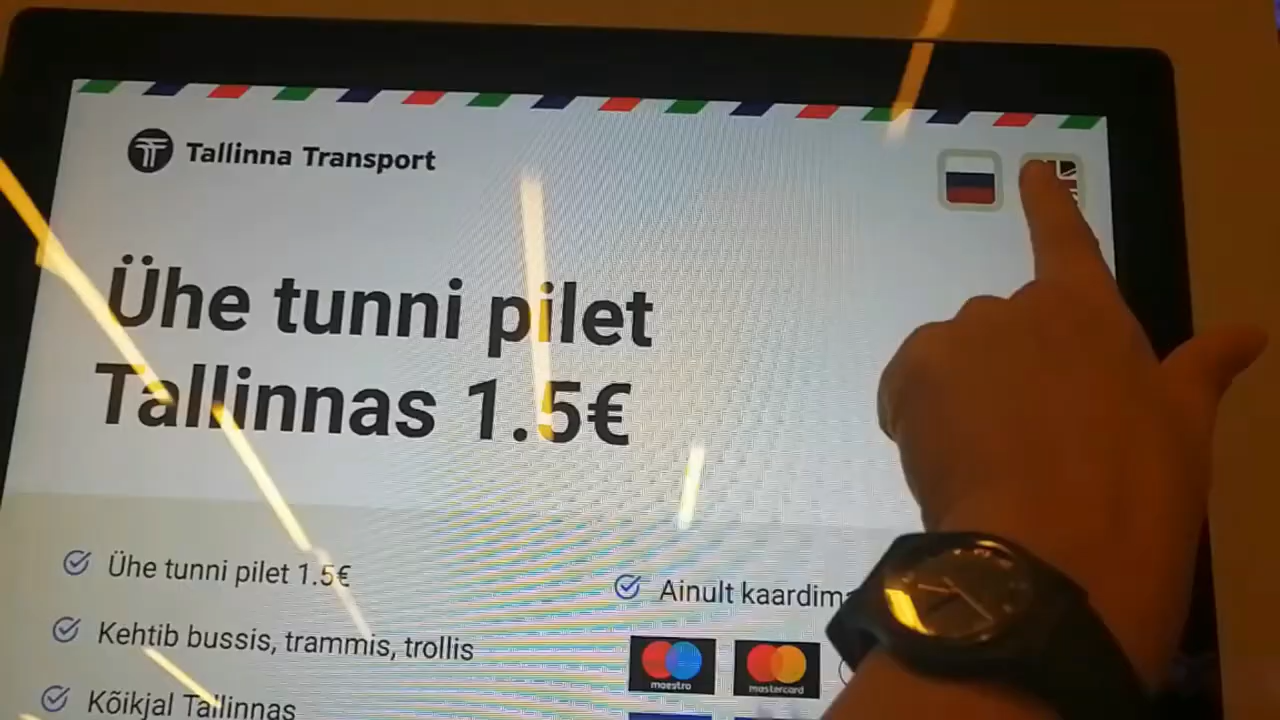 Tallinna Transport
Ühe tunni pilet
Tallinnas 1.5€
Ühe tunni pilet 1.5€
Kehtib bussis, trammis, trollis
Kõikjal Tallinnas
Ainult
maestro
mastercard